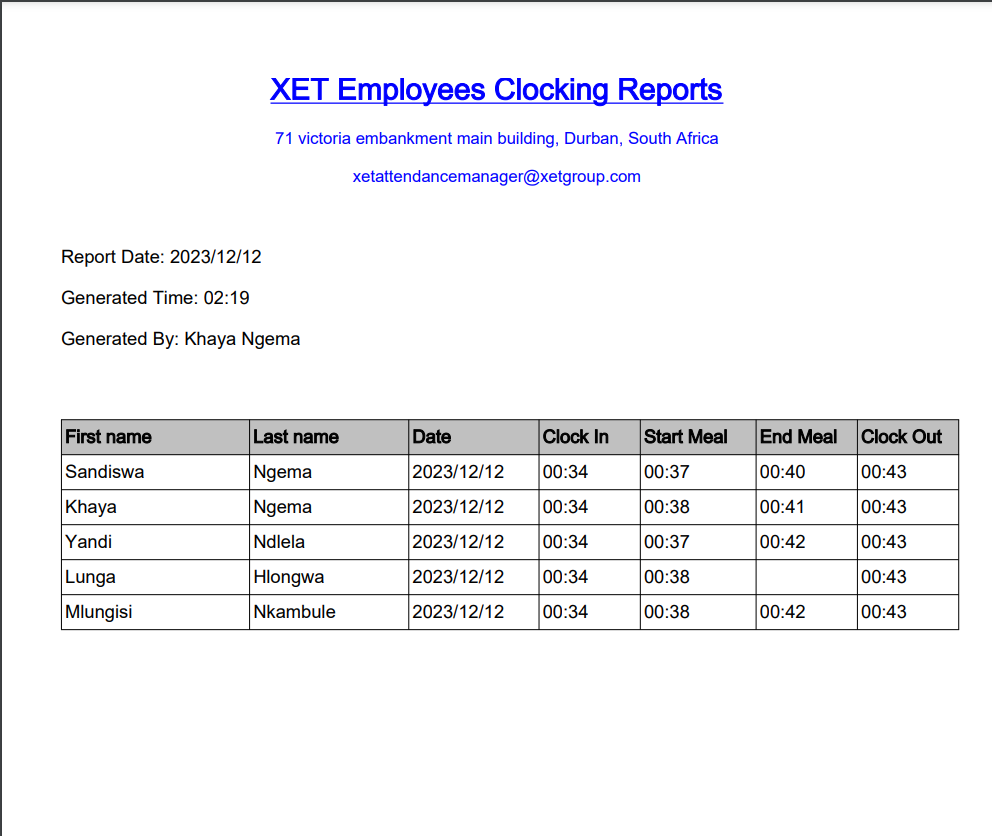 XET Employees Clocking Reports
71 victoria embankment main building, Durban, South Africa
xetattendancemanager@xetgroup.com
Report Date: 2023/12/12
Generated Time: 02:19
Generated By: Khaya Ngema
First name Last name Date Clock In Start Meal End Meal Clock Out
Sandiswa Ngema 2023/12/12 00:34 00:37 00:40 00:43
Khaya Ngema 2023/12/12 00:34 00:38 00:41 00:43
Yandi Ndlela 2023/12/12 00:34 00:37 00:42 00:43
Lunga Hlongwa 2023/12/12 00:34 00:38 00:43
Mlungisi Nkambule 2023/12/12 00:34 00:38 00:42 00:43